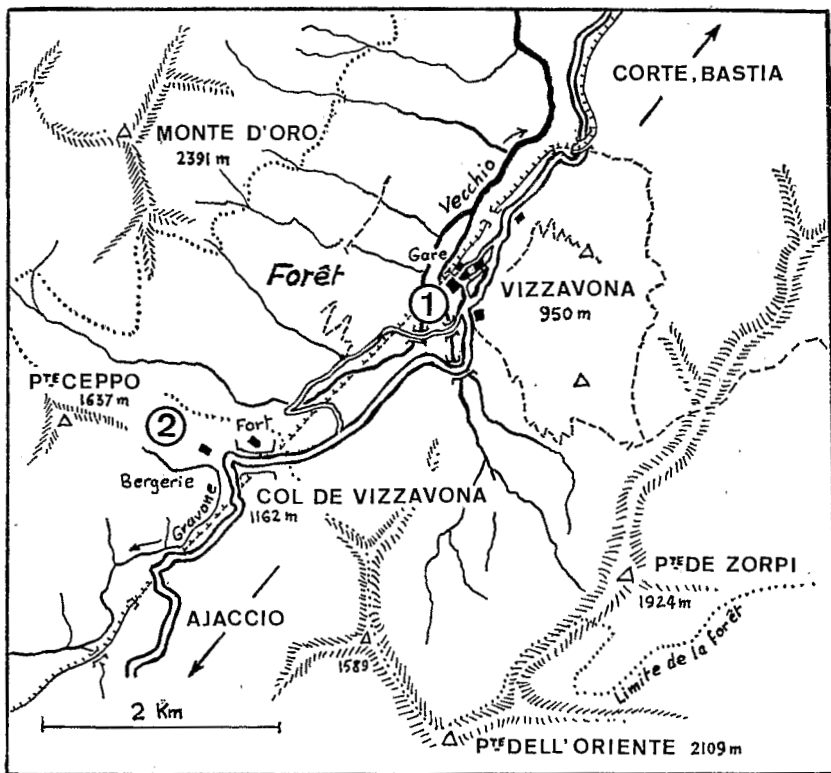 CORTE, BASTIA
MONTE D'ORO
2391 m
Vecchio
Gare
Forêt
1
VIZZAVONA
950 m
PTE CEPPO
1637 m
2
Fort
Bergerie
COL DE VIZZAVONA
1162 m
Gravone
PTE DE ZORPI
1924 m
AJACCIO
Limite de la forêt
1589
2 Km
PTE DELL'ORIENTE 2109 m